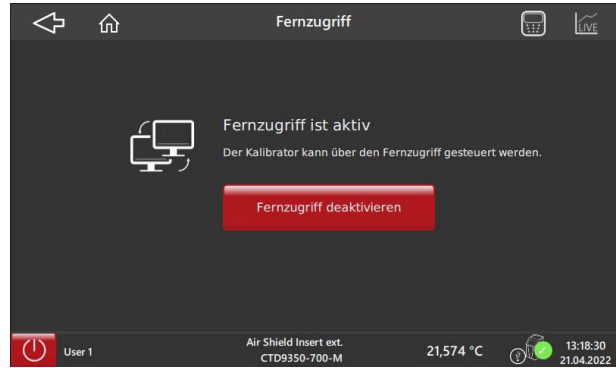 Fernzugriff
LIVE
Fernzugriff ist aktiv
Der Kalibrator kann über den Fernzugriff gesteuert werden.
Fernzugriff deaktivieren
User 1
Air Shield Insert ext.
CTD9350-700-M
21,574 °C
?
13:18:30
21.04.2022